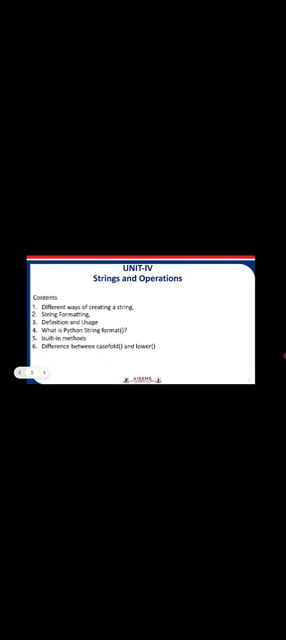 UNIT-IV
Strings and Operations
Contents
1. Different ways of creating a string,
2. String Formatting,
3. Definition and Usage
4. What is Python String format()?
5. built-in methods
6. Difference between casefold() and lower()
2
AISSMS